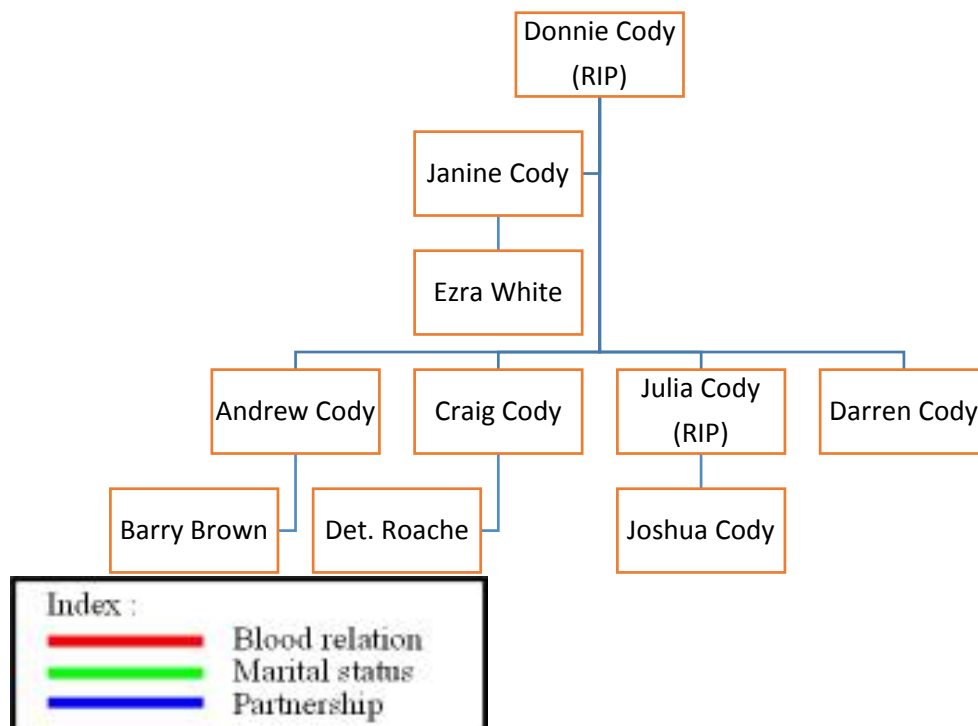 Donnie Cody
(RIP)
Janine Cody
Ezra White
Andrew Cody
Craig Cody
Julia Cody
(RIP)
Darren Cody
Barry Brown
Det. Roache
Joshua Cody
Index :
Blood relation
Marital status
Partnership